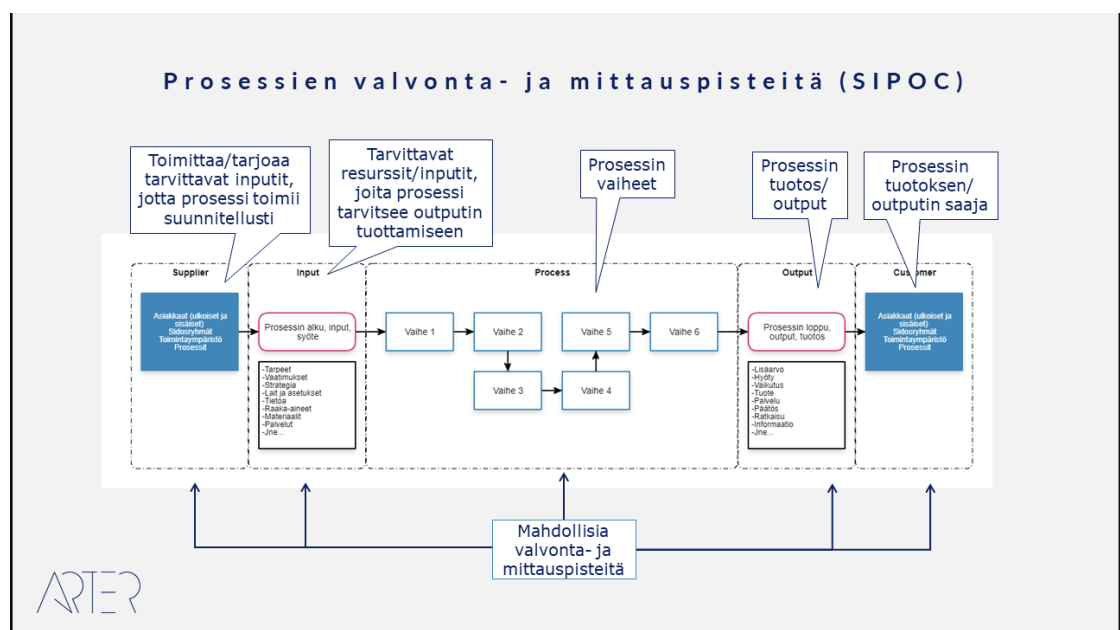 Prosessien valvonta- ja mittauspisteitä (SIPOC)
Toimittaa/tarjoaa
tarvittavat inputit,
jotta prosessi toimii
suunnitellusti
Tarvittavat
resurssit/inputit,
joita prosessi
tarvitsee outputin
tuottamiseen
Prosessin
vaiheet
Prosessin
tuotos/
output
Prosessin
tuotoksen/
outputin saaja
Supplier
Input
Process
Output
Customer
Asiakkaat (ulkoiset ja
sisäiset)
Sidosryhmät
Toimintaympäristö
Prosessit
Prosessin alku, input,
syöte
-Tarpeet
-Vaatimukset
-Strategia
-Lait ja asetukset
-Tietoa
-Raaka-aineet
-Materiaalit
-Palvelut
-Jne...
Vaihe 1
Vaihe 2
Vaihe 3
Vaihe 4
Vaihe 5
Vaihe 6
Prosessin loppu,
output, tuotos
-Lisäarvo
-Hyöty
-Vaikutus
-Tuote
-Palvelu
-Päätös
-Ratkaisu
-Informaatio
-Jne...
Asiakkaat (ulkoiset ja
sisäiset)
Sidosryhmät
Toimintaympäristö
Prosessit
Mahdollisia
valvonta- ja
mittauspisteitä
ARTER